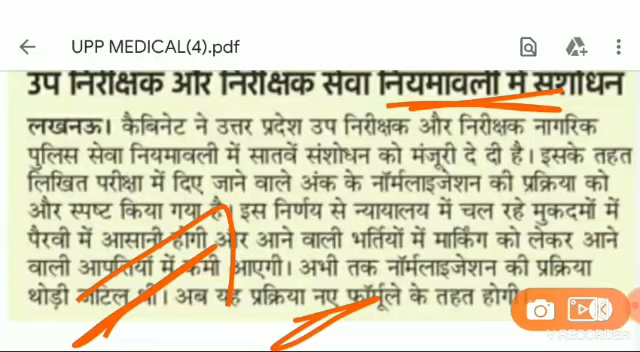 UPP MEDICAL(4).pdf
उप निरीक्षक और निरीक्षक सेवा नियमावली में संशोधन
लखनऊ। कैबिनेट ने उत्तर प्रदेश उप निरीक्षक और निरीक्षक नागरिक
पुलिस सेवा नियमावली में सातवें संशोधन को मंजूरी दे दी है। इसके तहत
लिखित परीक्षा में दिए जाने वाले अंक के नॉर्मलाइजेशन की प्रक्रिया को
और स्पष्ट किया गया है। इस निर्णय से न्यायालय में चल रहे मुकदमों में
पैरवी में आसानी होगी और आने वाली भर्तियों में मार्किंग को लेकर आने
वाली आपत्तियों में कमी आएगी। अभी तक नॉर्मलाइजेशन की प्रक्रिया
थोड़ी जटिल थी। अब यह प्रक्रिया नए फॉर्मूले के तहत होगी
V RECORDER